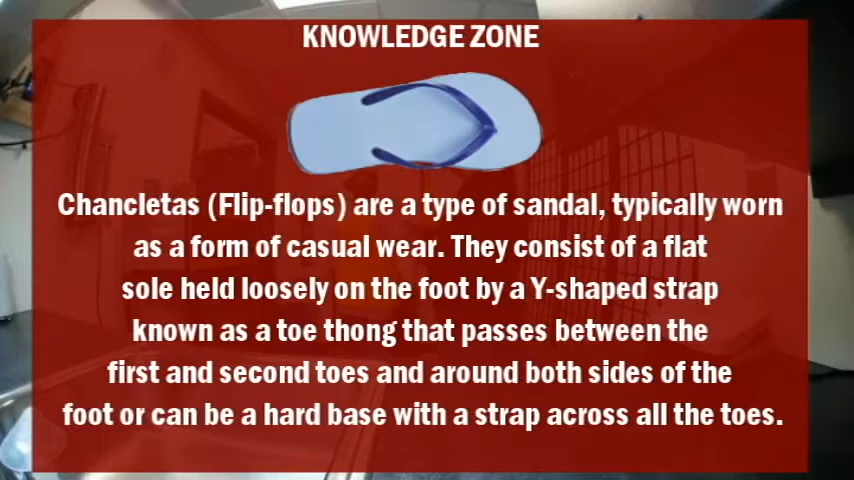 KNOWLEDGE ZONE
Chancletas (Flip-flops) are a type of sandal, typically worn
as a form of casual wear. They consist of a flat
sole held loosely on the foot by a Y-shaped strap
known as a toe thong that passes between the
first and second toes and around both sides of the
foot or can be a hard base with a strap across all the toes.